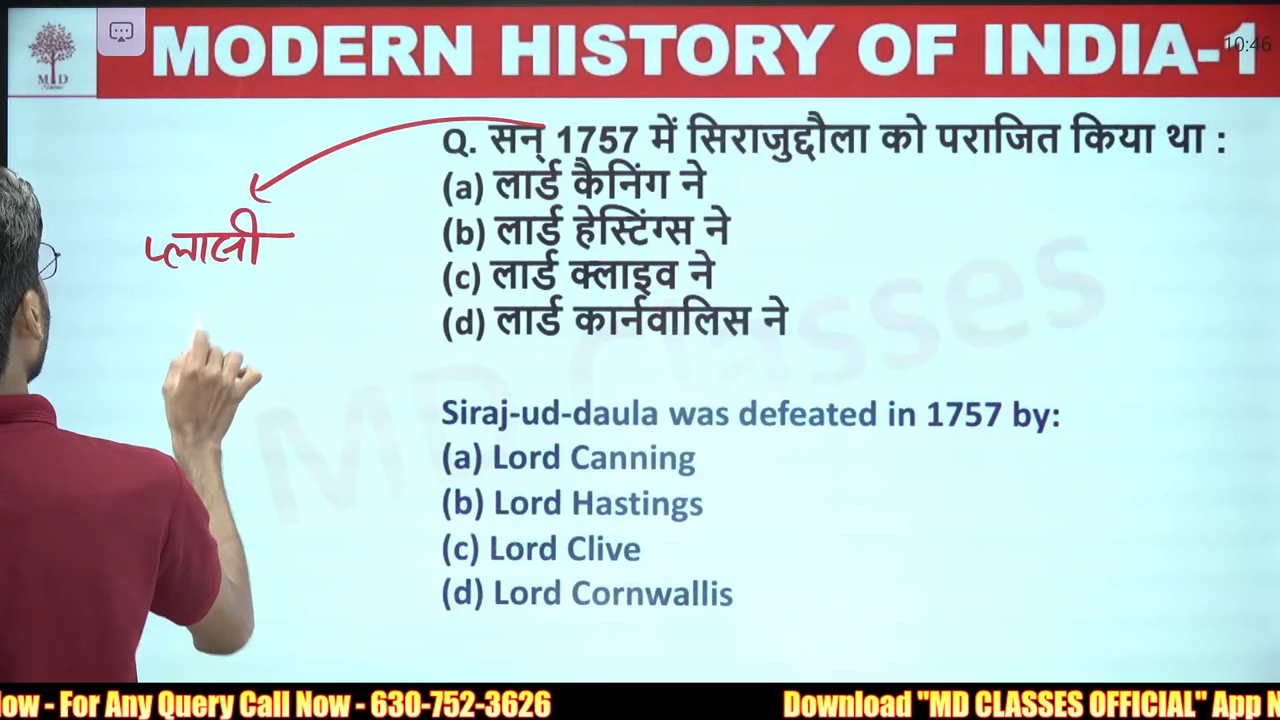 MD
MODERN HISTORY OF INDIA-1
10:46
Q. सन् 1757 में सिराजुद्दौला को पराजित किया था :
(a) लार्ड कैनिंग ने
(b) लार्ड हेस्टिंग्स ने
(c) लार्ड क्लाइव ने
(d) लार्ड कार्नवालिस ने
प्लासी
MD Classes
Siraj-ud-daula was defeated in 1757 by:
(a) Lord Canning
(b) Lord Hastings
(c) Lord Clive
(d) Lord Cornwallis
low - For Any Query Call Now - 630-752-3626
Download "MD CLASSES OFFICIAL" App N